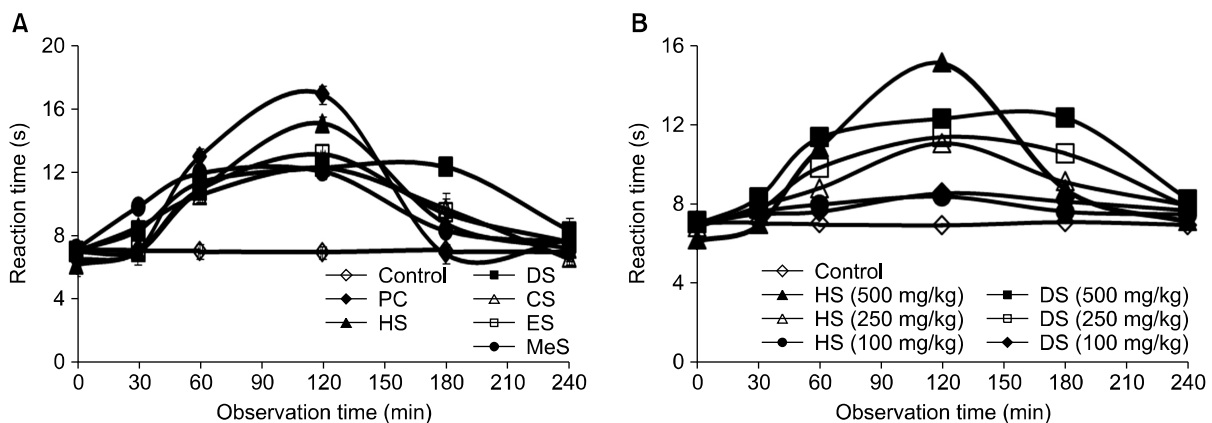 A
Reaction time (s)
20
16
12
8
4
0
0 30 60 90 120 150 180 210 240
Observation time (min)
Control
PC
HS
DS
CS
ES
MeS
B
Reaction time (s)
16
12
8
4
0
0 30 60 90 120 150 180 210 240
Observation time (min)
Control
HS (500 mg/kg)
HS (250 mg/kg)
HS (100 mg/kg)
DS (500 mg/kg)
DS (250 mg/kg)
DS (100 mg/kg)